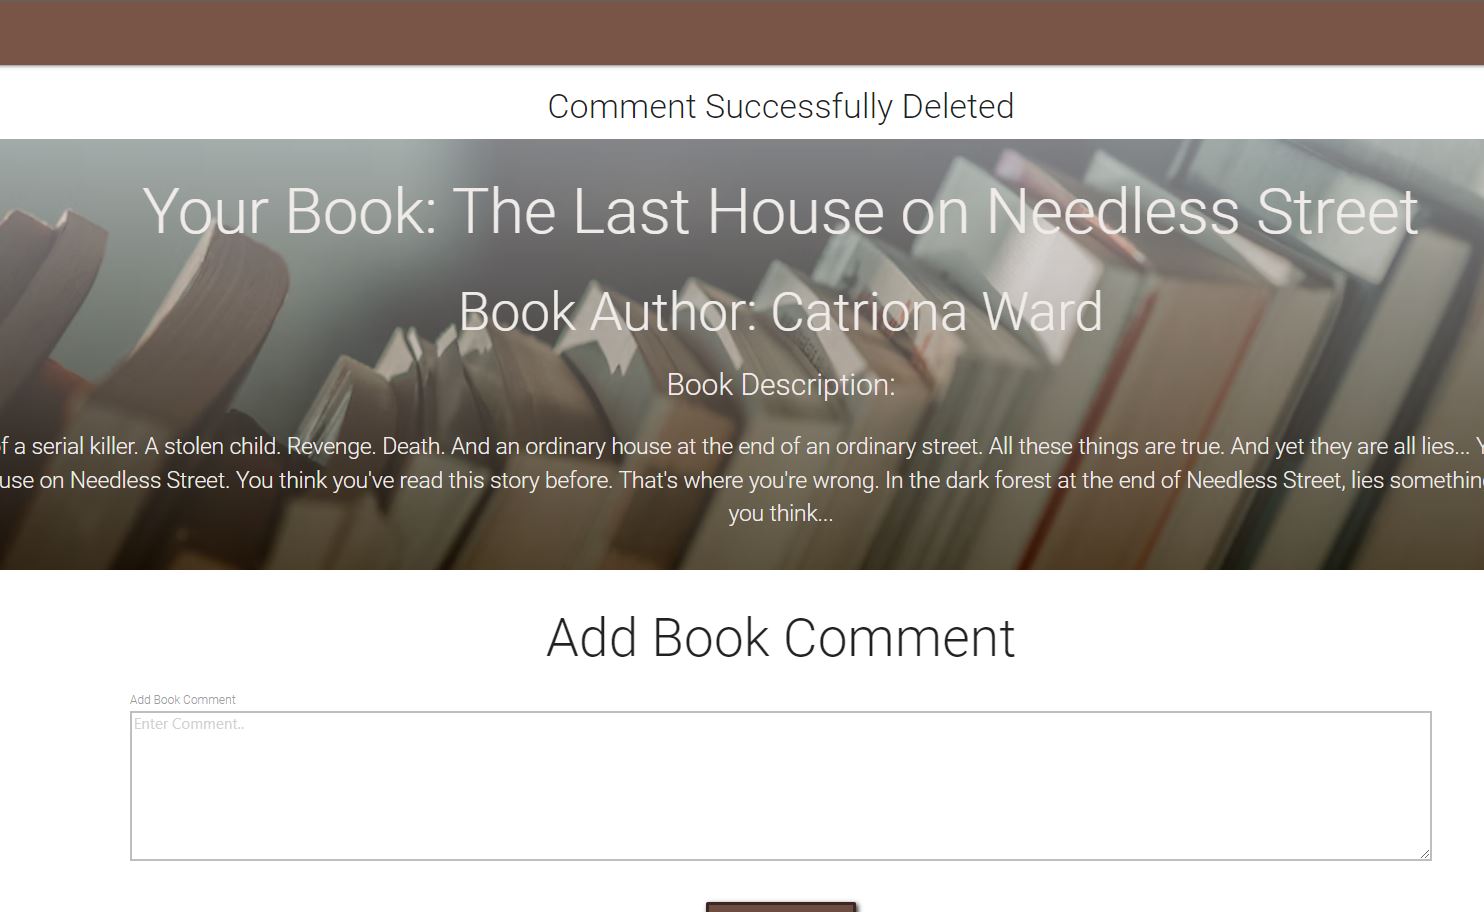 Comment Successfully Deleted
Your Book: The Last House on Needless Street
Book Author: Catriona Ward
Book Description:
f a serial killer. A stolen child. Revenge. Death. And an ordinary house at the end of an ordinary street. All these things are true. And yet they are all lies... Y
use on Needless Street. You think you've read this story before. That's where you're wrong. In the dark forest at the end of Needless Street, lies somethin
you think...
Add Book Comment
Add Book Comment
Enter Comment..